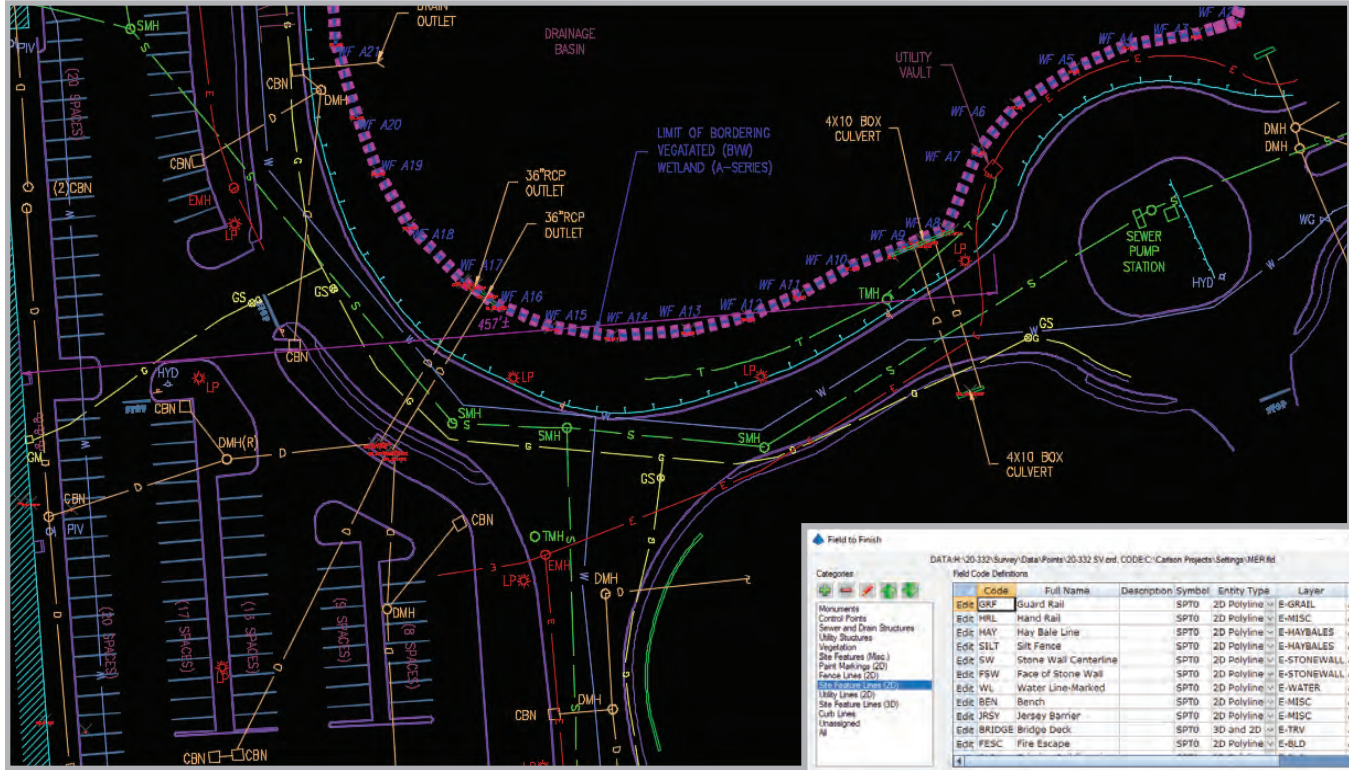 DRAIN
OUTLET
SMH
PIV
(20 SPACES)
CBN
DMH
WF A21
DRAINAGE
BASIN
WF A2
WF A3
WF A4
WF A5
UTILITY
VAULT
WF A6
WF A7
4X10 BOX
CULVERT
WF A20
WF A19
LIMIT OF BORDERING
VEGATATED (BVW)
WETLAND (A-SERIES)
36"RCP
OUTLET
36"RCP
OUTLET
DMH
DMH
CBN
(2)CBN
EMH
LP
WF A18
WF A17
WF A16
WF A15
WF A14
WF A13
WF A12
WF A11
WF A10
WF A9
WF A8
LP
TMH
SEWER
PUMP
STATION
WG
HYD
GS
GS
STOP
457'±
CBN
HYD
LP
STOP
CBN
LP
LP
GS
STOP
SMH
SMH
SMH
DMH(R)
GM
CBN
PIV
GS
4X10 BOX
CULVERT
CBN
TMH
EMH
LP
DMH
DMH
(20 SPACES)
(17 SPACES)
(16 SPACES)
(9 SPACES)
(8 SPACES)
LP
CBN
DMH
CBN
CBN
LP
Field to Finish
DATA:H:\20-332\Survey\Data\Points\20-332 SV.crd, CODE:C:\Carlson Projects\Settings\MER.fld
Categories
Field Code Definitions
Monuments
Control Points
Sewer and Drain Structures
Utility Stuctures
Vegetation
Site Features (Misc.)
Paint Markings (2D)
Fence Lines (2D)
Site Feature Lines (2D)
Utility Lines (2D)
Site Feature Lines (3D)
Curb Lines
Unassigned
All
Code Full Name Description Symbol Entity Type Layer
Edit GRF Guard Rail SPT0 2D Polyline E-GRAIL
Edit HRL Hand Rail SPT0 2D Polyline E-MISC
Edit HAY Hay Bale Line SPT0 2D Polyline E-HAYBALES
Edit SILT Silt Fence SPT0 2D Polyline E-HAYBALES
Edit SW Stone Wall Centerline SPT0 2D Polyline E-STONEWALL
Edit FSW Face of Stone Wall SPT0 2D Polyline E-STONEWALL
Edit WL Water Line-Marked SPT0 2D Polyline E-WATER
Edit BEN Bench SPT0 2D Polyline E-MISC
Edit JRSY Jersey Barrier SPT0 2D Polyline E-MISC
Edit BRIDGE Bridge Deck SPT0 3D and 2D E-TRV
Edit FESC Fire Escape SPT0 2D Polyline E-BLD